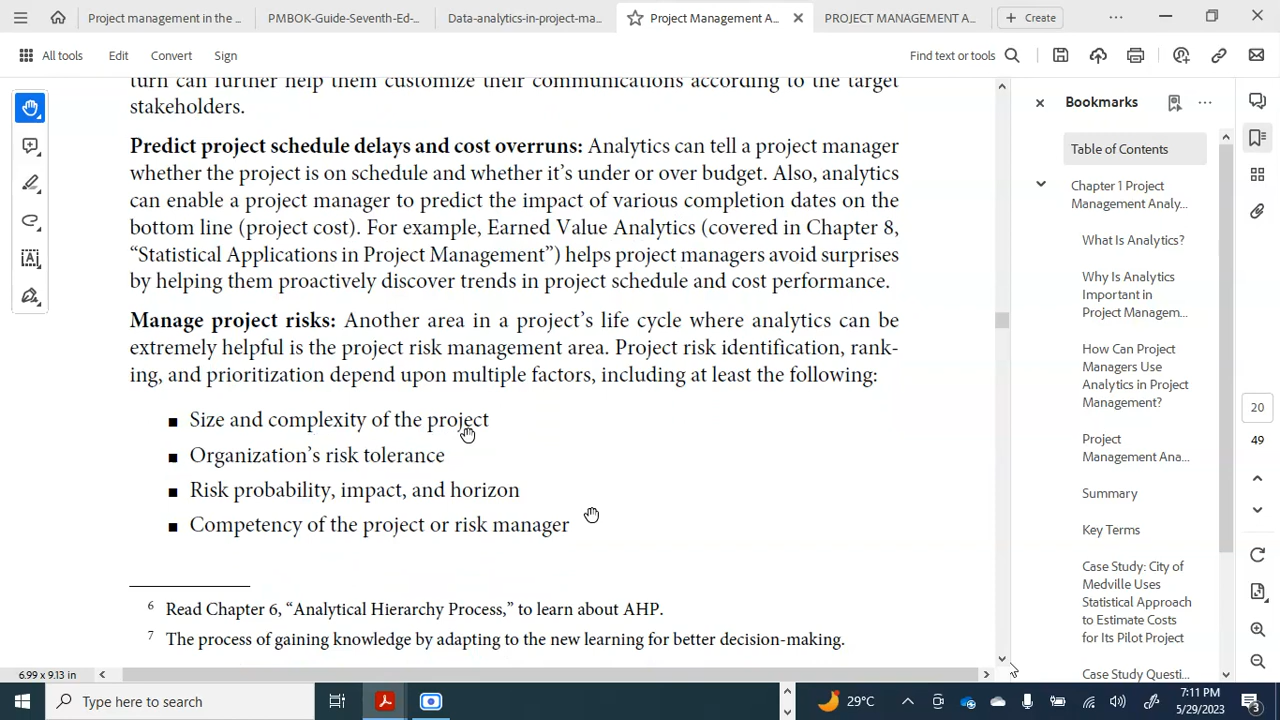 Project management in the ...
PMBOK-Guide-Seventh-Ed-...
Data-analytics-in-project-ma...
Project Management A...
PROJECT MANAGEMENT A...
Create
All tools
Edit
Convert
Sign
Find text or tools
turn can further help them customize their communications according to the target
stakeholders.
Predict project schedule delays and cost overruns: Analytics can tell a project manager
whether the project is on schedule and whether it's under or over budget. Also, analytics
can enable a project manager to predict the impact of various completion dates on the
bottom line (project cost). For example, Earned Value Analytics (covered in Chapter 8,
“Statistical Applications in Project Management”) helps project managers avoid surprises
by helping them proactively discover trends in project schedule and cost performance.
Manage project risks: Another area in a project's life cycle where analytics can be
extremely helpful is the project risk management area. Project risk identification, rank-
ing, and prioritization depend upon multiple factors, including at least the following:
■ Size and complexity of the project
■ Organization's risk tolerance
■ Risk probability, impact, and horizon
■ Competency of the project or risk manager
6 Read Chapter 6, “Analytical Hierarchy Process,” to learn about AHP.
7 The process of gaining knowledge by adapting to the new learning for better decision-making.
6.99 x 9.13 in
Bookmarks
Table of Contents
Chapter 1 Project
Management Analy...
What Is Analytics?
Why Is Analytics
Important in
Project Managem...
How Can Project
Managers Use
Analytics in Project
Management?
Project
Management Ana...
Summary
Key Terms
Case Study: City of
Medville Uses
Statistical Approach
to Estimate Costs
for Its Pilot Project
Case Study Questi...
20
49
Type here to search
29°C
7:11 PM
5/29/2023
3